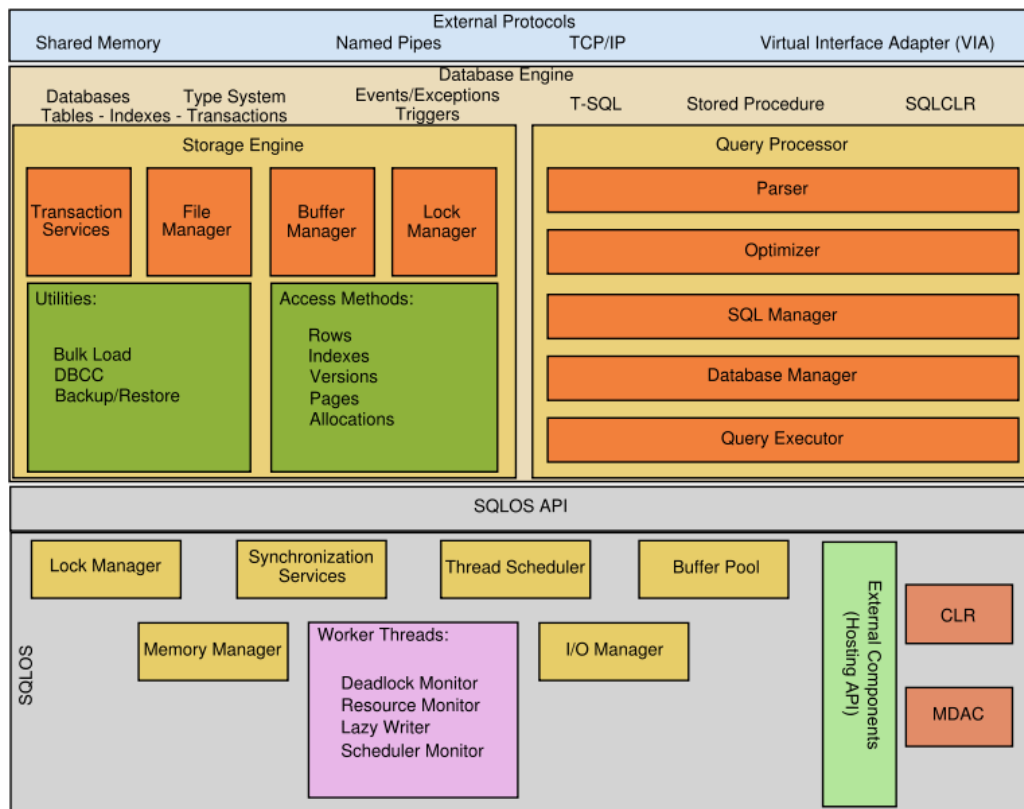 External Protocols
Shared Memory Named Pipes TCP/IP Virtual Interface Adapter (VIA)
Database Engine
Databases Type System Events/Exceptions T-SQL Stored Procedure SQLCLR
Tables - Indexes - Transactions Triggers
Storage Engine
Transaction
Services
File
Manager
Buffer
Manager
Lock
Manager
Utilities:
Bulk Load
DBCC
Backup/Restore
Access Methods:
Rows
Indexes
Versions
Pages
Allocations
Query Processor
Parser
Optimizer
SQL Manager
Database Manager
Query Executor
SQLOS API
SQLOS
Lock Manager
Synchronization
Services
Thread Scheduler
Buffer Pool
Memory Manager
Worker Threads:
Deadlock Monitor
Resource Monitor
Lazy Writer
Scheduler Monitor
I/O Manager
External Components
(Hosting API)
CLR
MDAC